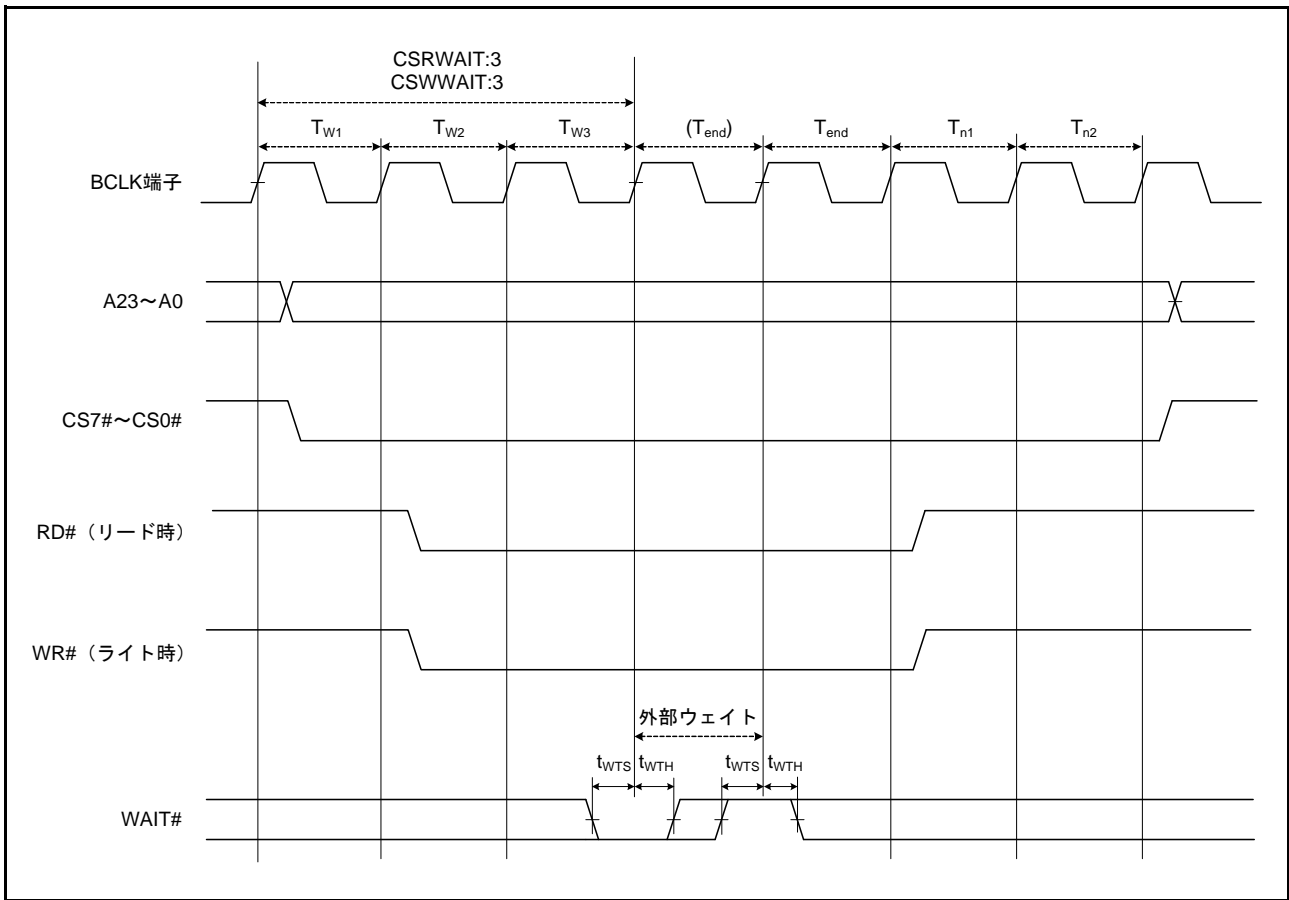 CSRWAIT:3
CSWWAIT:3
TW1 TW2 TW3 (Tend) Tend Tn1 Tn2
BCLK端子
A23～A0
CS7#～CS0#
RD#（リード時）
WR#（ライト時）
外部ウェイト
tWTS tWTH tWTS tWTH
WAIT#